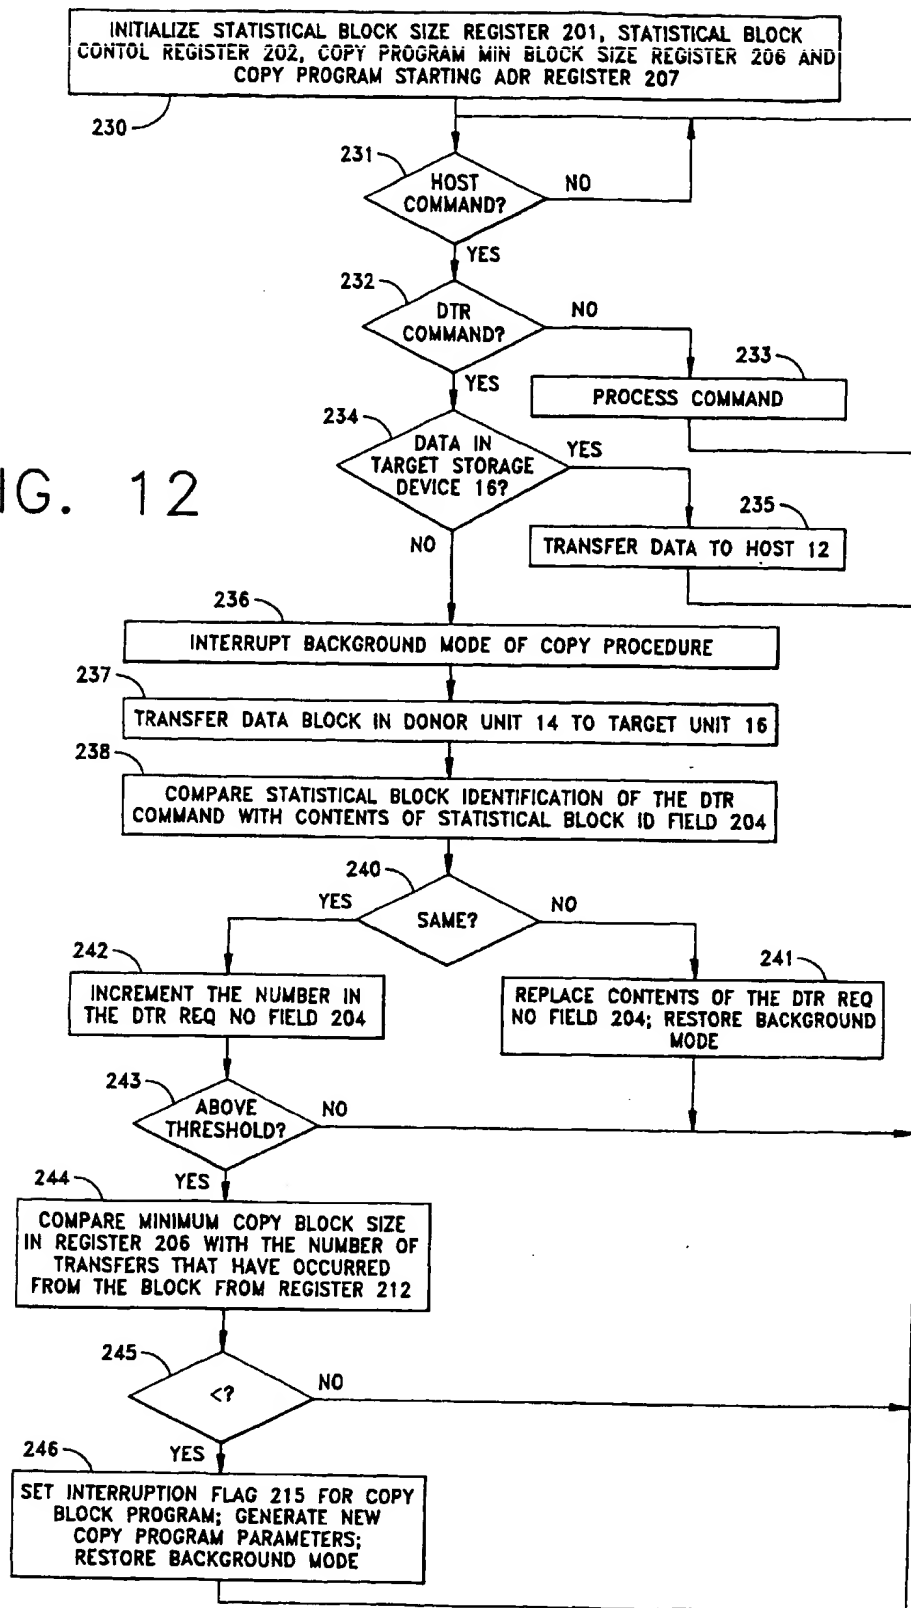 INITIALIZE STATISTICAL BLOCK SIZE REGISTER 201, STATISTICAL BLOCK
CONTOL REGISTER 202, COPY PROGRAM MIN BLOCK SIZE REGISTER 206 AND
COPY PROGRAM STARTING ADR REGISTER 207
230
231
HOST
COMMAND?
NO
YES
232
DTR
COMMAND?
NO
YES
233
PROCESS COMMAND
234
DATA IN
TARGET STORAGE
DEVICE 16?
YES
NO
235
TRANSFER DATA TO HOST 12
IG. 12
236
INTERRUPT BACKGROUND MODE OF COPY PROCEDURE
237
TRANSFER DATA BLOCK IN DONOR UNIT 14 TO TARGET UNIT 16
238
COMPARE STATISTICAL BLOCK IDENTIFICATION OF THE DTR
COMMAND WITH CONTENTS OF STATISTICAL BLOCK ID FIELD 204
240
SAME?
YES
NO
242
INCREMENT THE NUMBER IN
THE DTR REQ NO FIELD 204
241
REPLACE CONTENTS OF THE DTR REQ
NO FIELD 204; RESTORE BACKGROUND
MODE
243
ABOVE
THRESHOLD?
NO
YES
244
COMPARE MINIMUM COPY BLOCK SIZE
IN REGISTER 206 WITH THE NUMBER OF
TRANSFERS THAT HAVE OCCURRED
FROM THE BLOCK FROM REGISTER 212
245
<?
NO
YES
246
SET INTERRUPTION FLAG 215 FOR COPY
BLOCK PROGRAM; GENERATE NEW
COPY PROGRAM PARAMETERS;
RESTORE BACKGROUND MODE